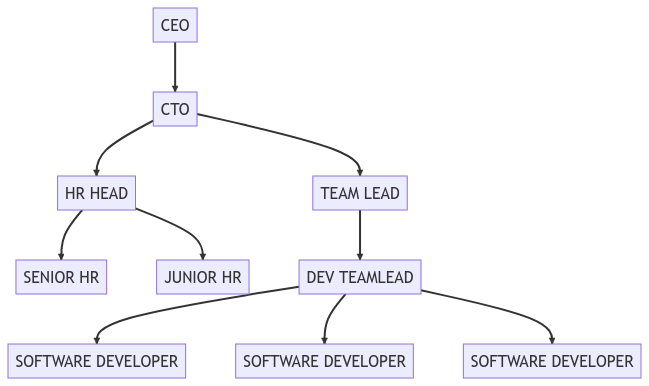 CEO
CTO
HR HEAD
TEAM LEAD
SENIOR HR
JUNIOR HR
DEV TEAMLEAD
SOFTWARE DEVELOPER
SOFTWARE DEVELOPER
SOFTWARE DEVELOPER